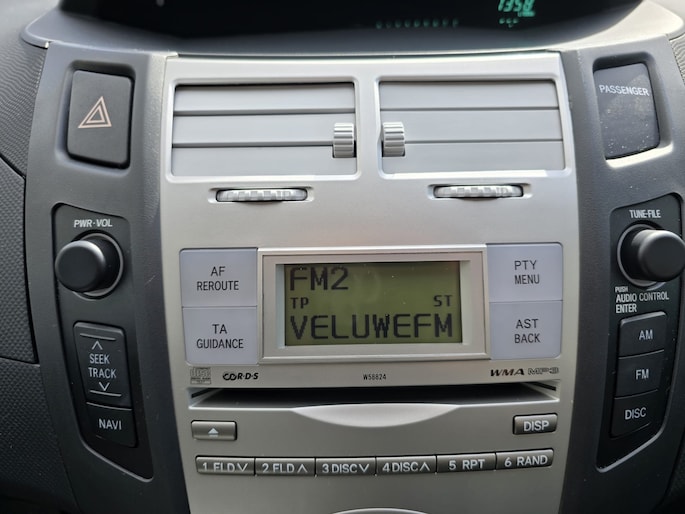 1358
PASSENGER
PWR·VOL
TUNE·FILE
AF
REROUTE
FM2
TP ST
VELUWEFM
PTY
MENU
TA
GUIDANCE
AST
BACK
PUSH
AUDIO CONTROL
ENTER
SEEK
TRACK
NAVI
AM
FM
DISC
R·D·S
W58824
WMA MP3
DISP
1 FLD ∨
2 FLD ∧
3 DISC ∨
4 DISC ∧
5 RPT
6 RAND